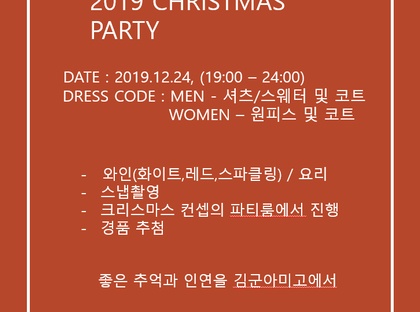 2019 CHRISTMAS
PARTY
DATE : 2019.12.24, (19:00 – 24:00)
DRESS CODE : MEN - 셔츠/스웨터 및 코트
WOMEN – 원피스 및 코트
- 와인(화이트,레드,스파클링) / 요리
- 스냅촬영
- 크리스마스 컨셉의 파티룸에서 진행
- 경품 추첨
좋은 추억과 인연을 김군아미고에서